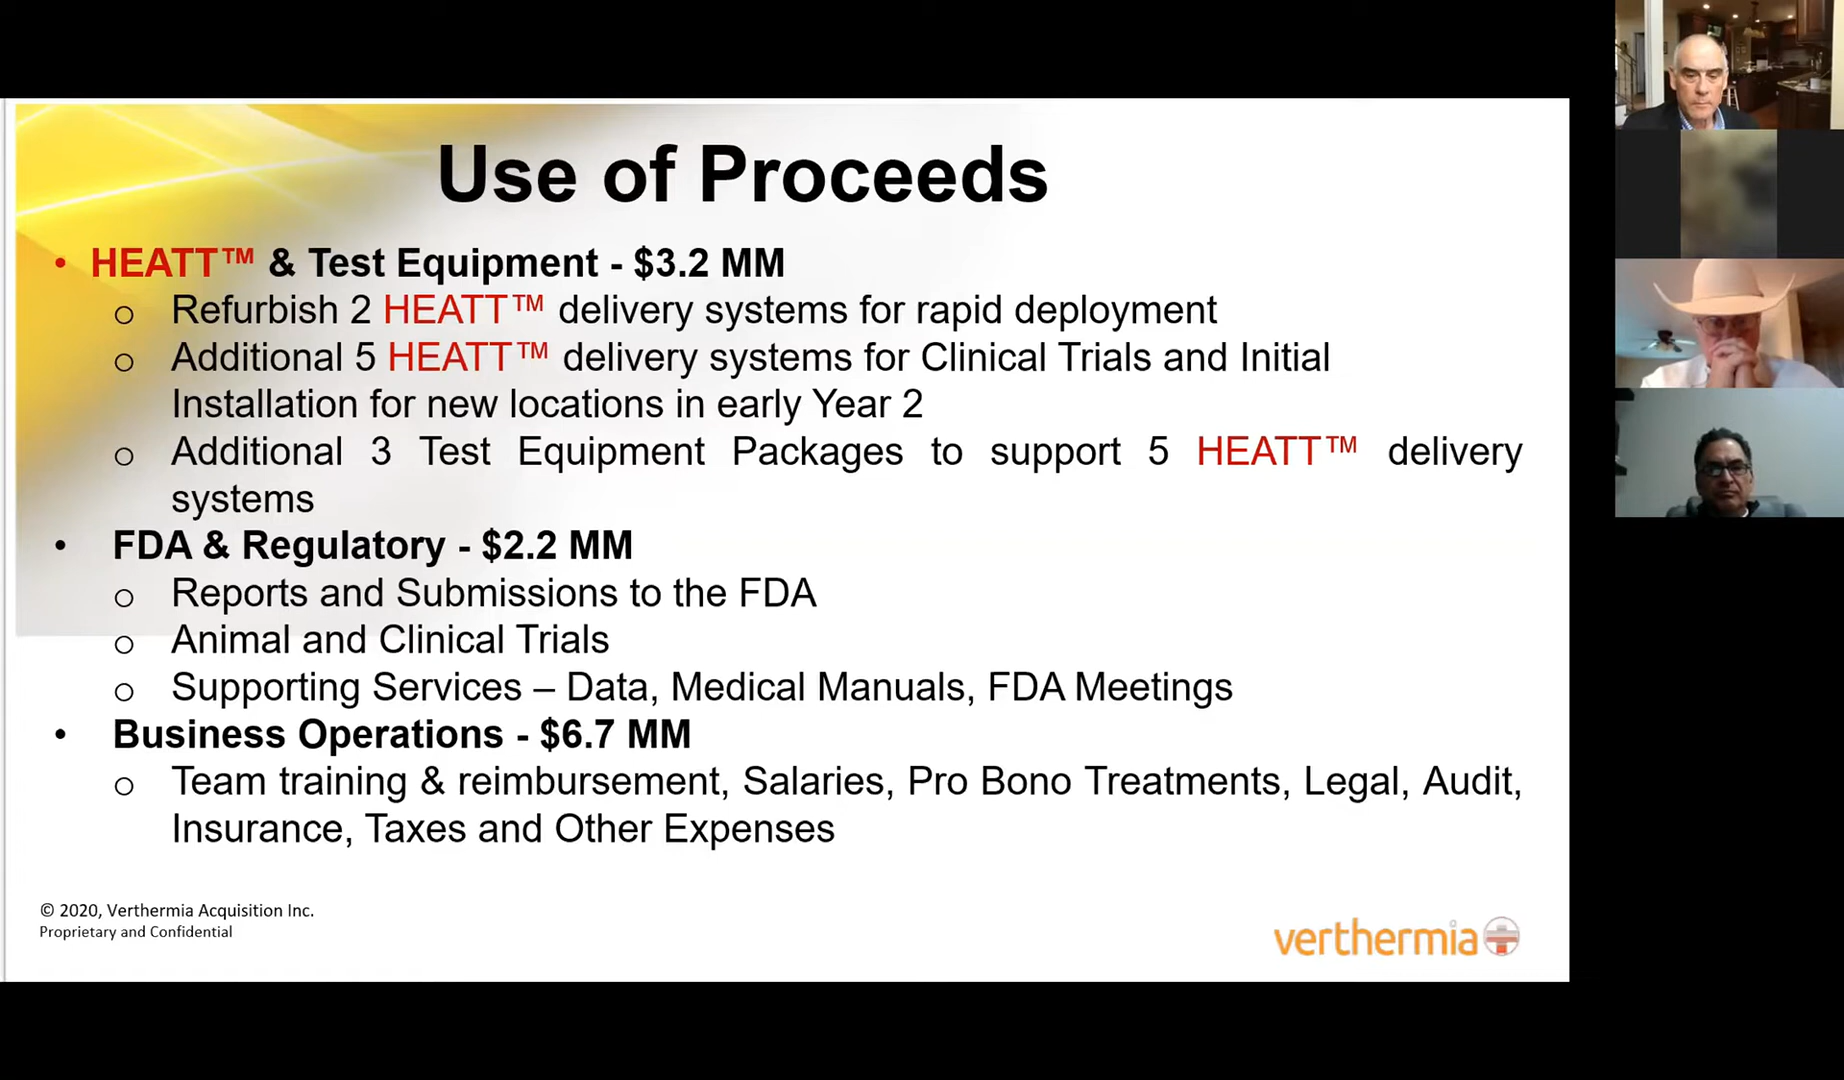 Use of Proceeds
• HEATT™ & Test Equipment - $3.2 MM
o Refurbish 2 HEATT™ delivery systems for rapid deployment
o Additional 5 HEATT™ delivery systems for Clinical Trials and Initial
Installation for new locations in early Year 2
o Additional 3 Test Equipment Packages to support 5 HEATT™ delivery
systems
• FDA & Regulatory - $2.2 MM
o Reports and Submissions to the FDA
o Animal and Clinical Trials
o Supporting Services – Data, Medical Manuals, FDA Meetings
• Business Operations - $6.7 MM
o Team training & reimbursement, Salaries, Pro Bono Treatments, Legal, Audit,
Insurance, Taxes and Other Expenses
© 2020, Verthermia Acquisition Inc.
Proprietary and Confidential
verthermia